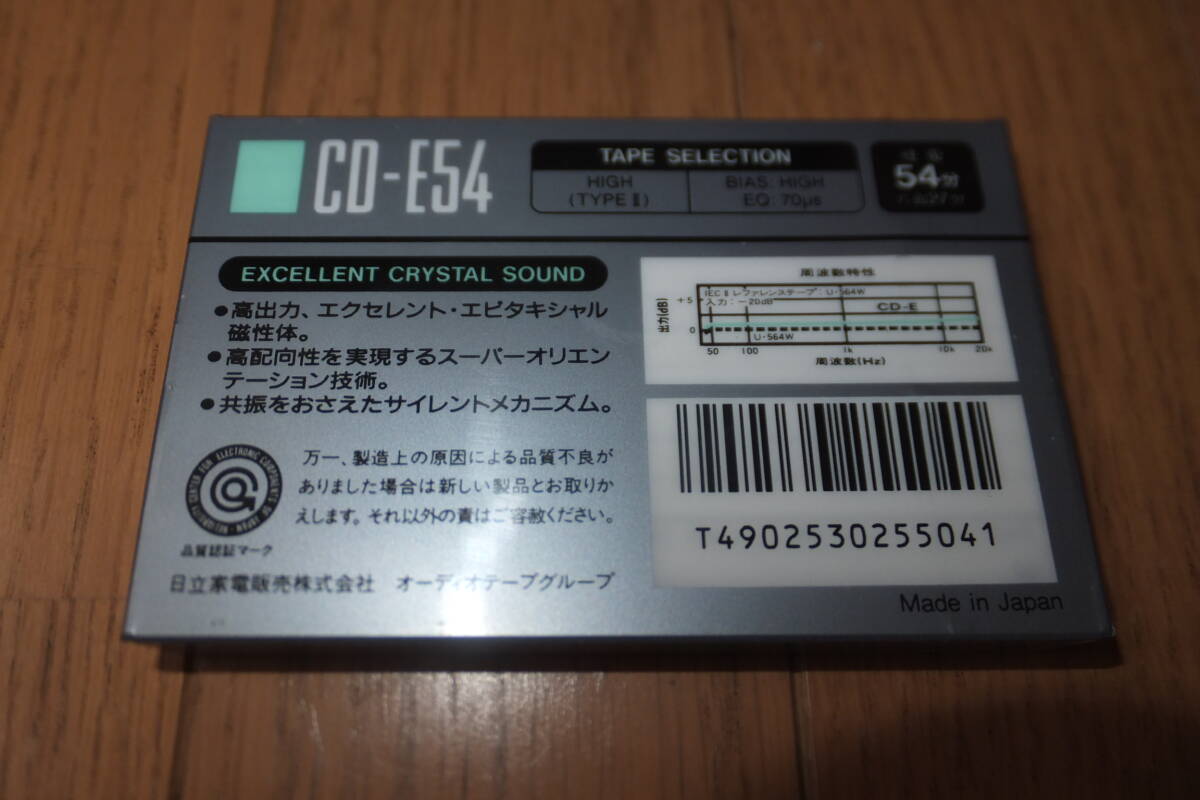 CD-E54
TAPE SELECTION
HIGH
(TYPE Ⅱ)
BIAS: HIGH
EQ: 70μs
54分
EXCELLENT CRYSTAL SOUND
●高出力、エクセレント・エピタキシャル
磁性体。
●高配向性を実現するスーパーオリエン
テーション技術。
●共振をおさえたサイレントメカニズム。
万一、製造上の原因による品質不良が
ありました場合は新しい製品とお取りか
えします。それ以外の責はご容赦ください。
品質認証マーク
日立家電販売株式会社 オーディオテープグループ
周波数特性
IEC Ⅱ レファレンステープ: U-564W
入力: -20dB
CD-E
U-564W
出力(dB)
+5
0
50 100 1k 10k 20k
周波数(Hz)
T4902530255041
Made in Japan